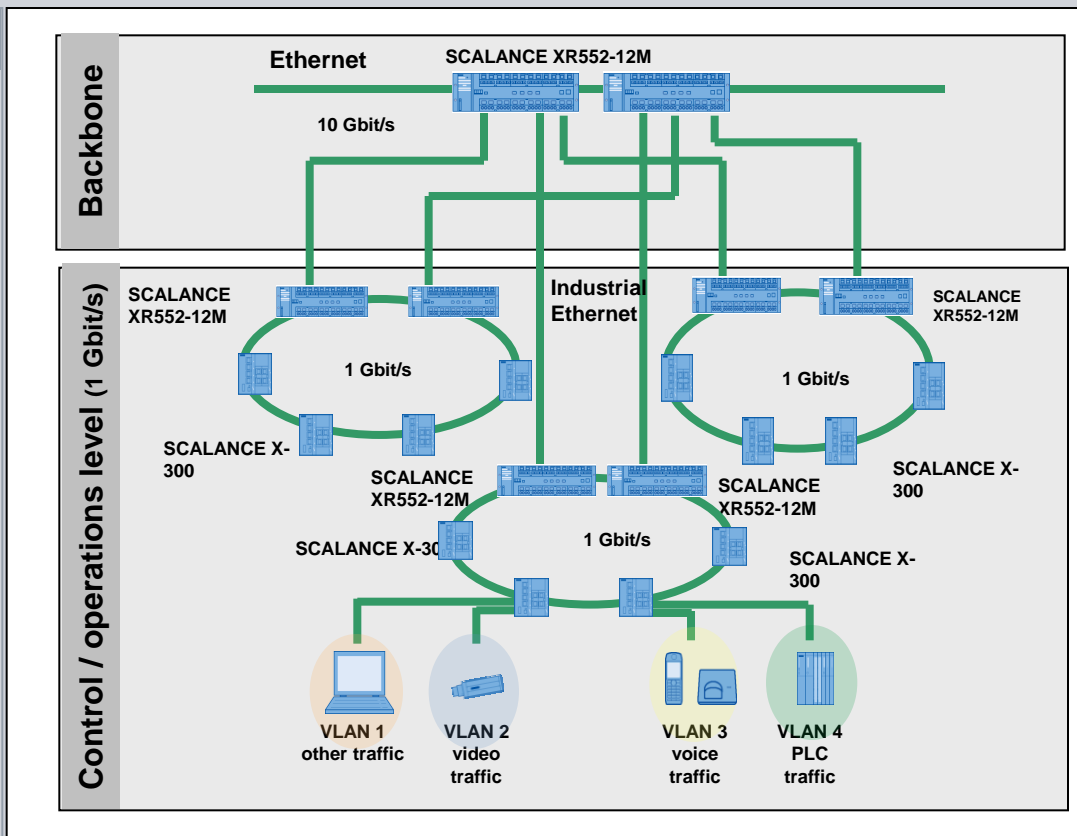 Backbone
Ethernet
SCALANCE XR552-12M
10 Gbit/s
Control / operations level (1 Gbit/s)
SCALANCE
XR552-12M
Industrial
Ethernet
SCALANCE
XR552-12M
1 Gbit/s
1 Gbit/s
SCALANCE X-
300
SCALANCE
XR552-12M
SCALANCE
XR552-12M
SCALANCE X-
300
SCALANCE X-30
1 Gbit/s
SCALANCE X-
300
VLAN 1
other traffic
VLAN 2
video
traffic
VLAN 3
voice
traffic
VLAN 4
PLC
traffic